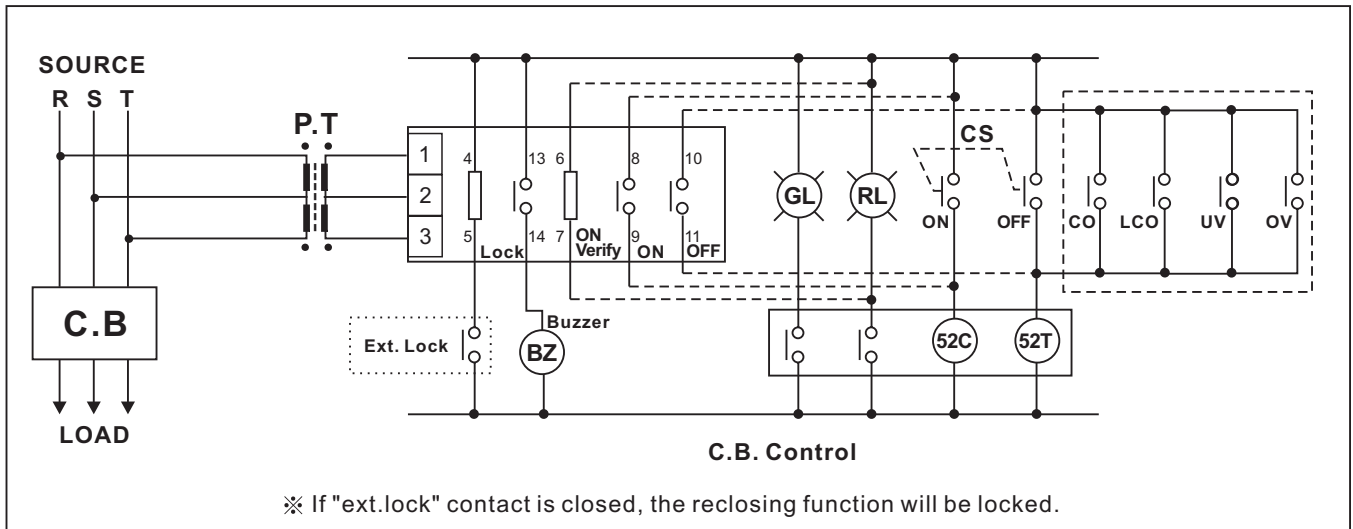 SOURCE
R S T
P.T
1
2
3
4
13
6
8
10
5
Lock
14
7
ON
Verify
9
ON
11
OFF
GL
RL
CS
ON
OFF
CO
LCO
UV
OV
C.B
LOAD
Ext. Lock
Buzzer
BZ
52C
52T
C.B. Control
※ If "ext.lock" contact is closed, the reclosing function will be locked.